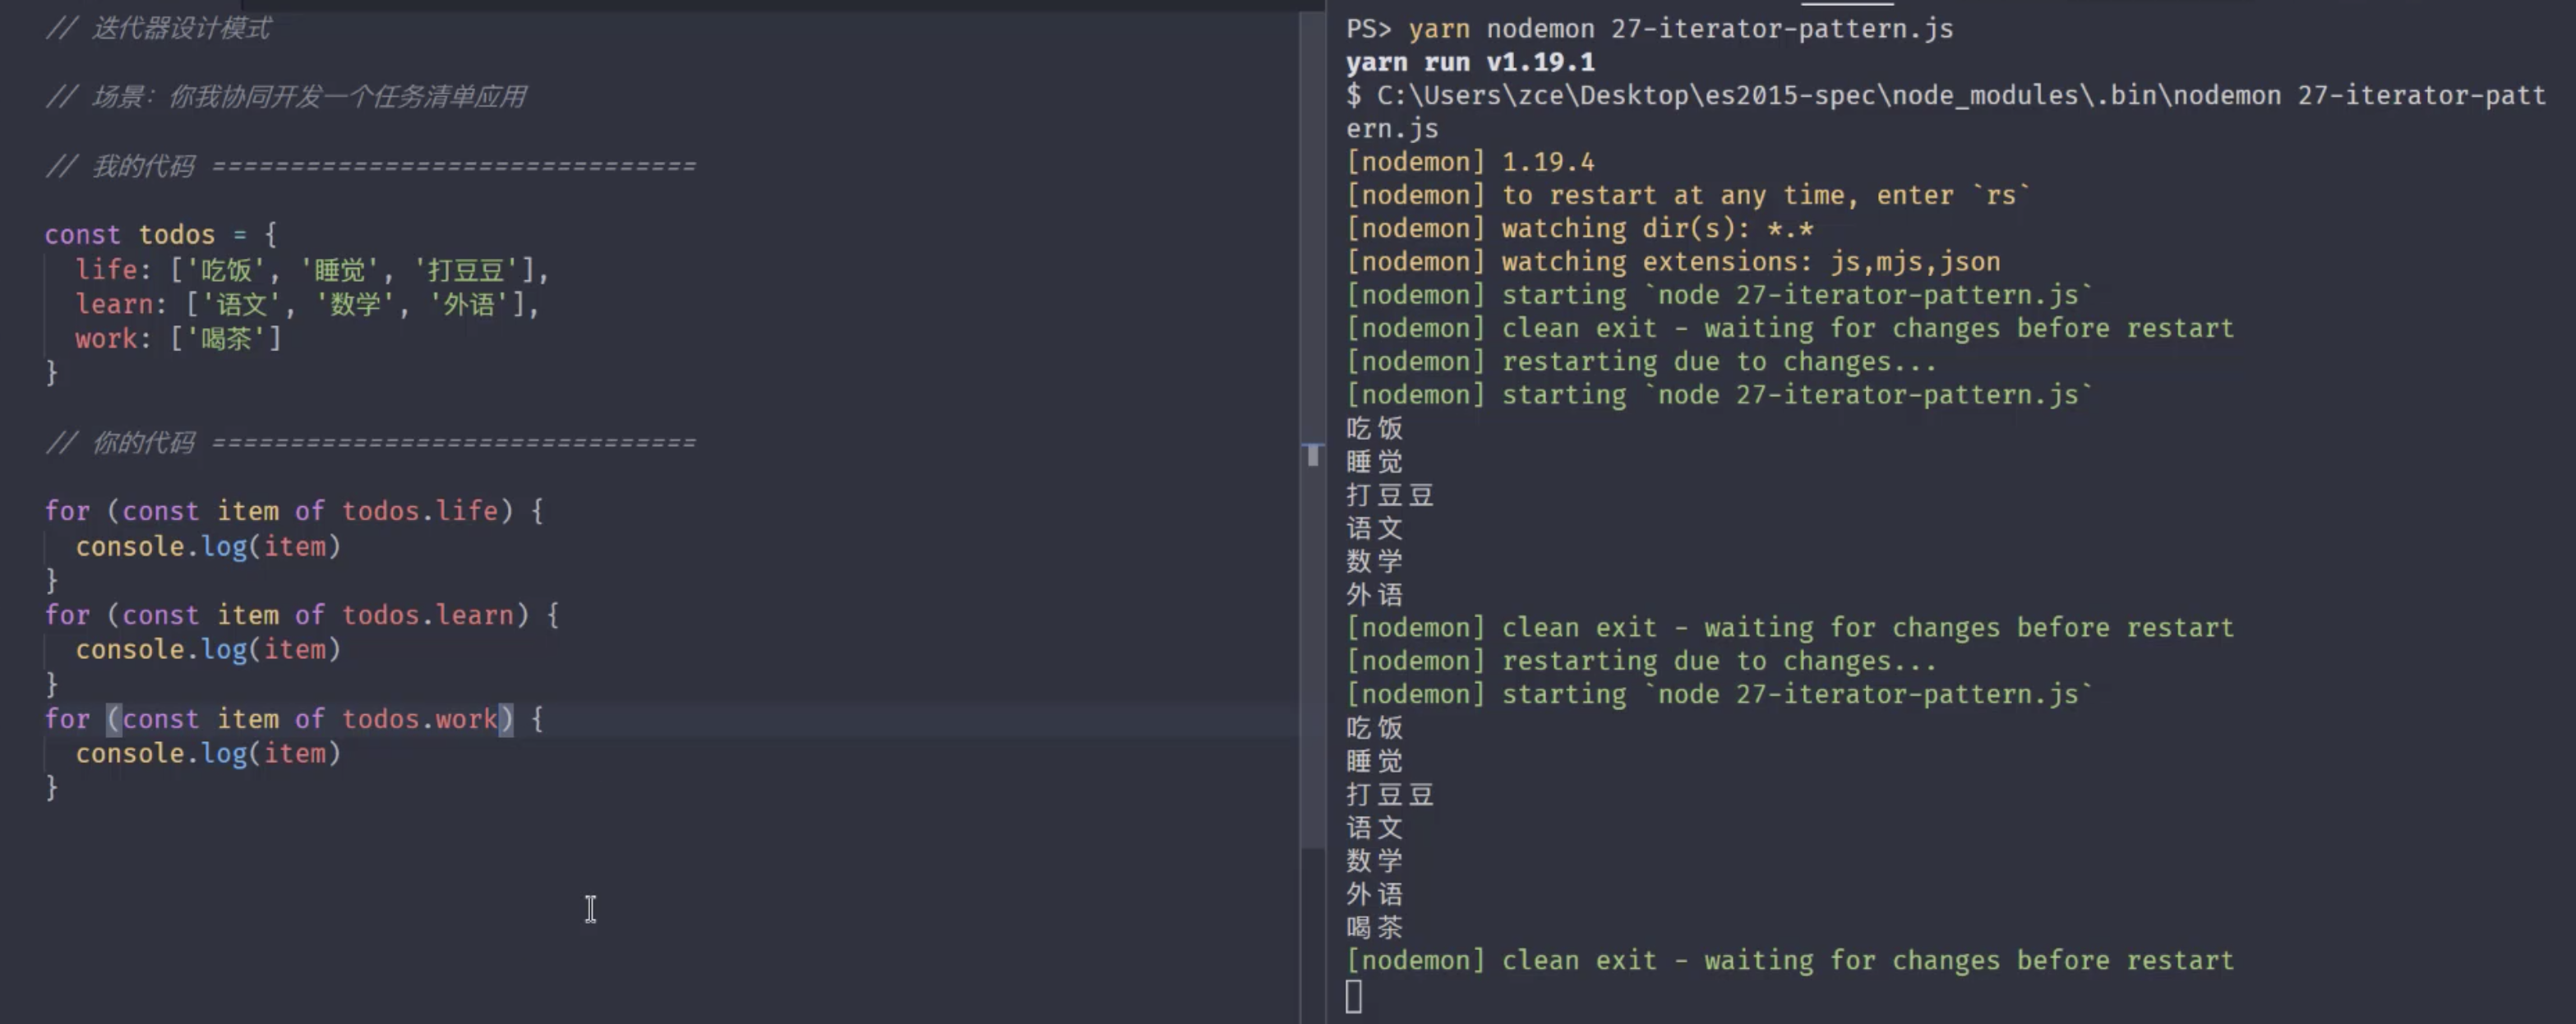 // 迭代器设计模式
// 场景：你我协同开发一个任务清单应用
// 我的代码 ===============================
const todos = {
  life: ['吃饭', '睡觉', '打豆豆'],
  learn: ['语文', '数学', '外语'],
  work: ['喝茶']
}
// 你的代码 ===============================
for (const item of todos.life) {
  console.log(item)
}
for (const item of todos.learn) {
  console.log(item)
}
for (const item of todos.work) {
  console.log(item)
}
PS> yarn nodemon 27-iterator-pattern.js
yarn run v1.19.1
$ C:\Users\zce\Desktop\es2015-spec\node_modules\.bin\nodemon 27-iterator-patt
ern.js
[nodemon] 1.19.4
[nodemon] to restart at any time, enter `rs`
[nodemon] watching dir(s): *.*
[nodemon] watching extensions: js,mjs,json
[nodemon] starting `node 27-iterator-pattern.js`
[nodemon] clean exit - waiting for changes before restart
[nodemon] restarting due to changes...
[nodemon] starting `node 27-iterator-pattern.js`
吃饭
睡觉
打豆豆
语文
数学
外语
[nodemon] clean exit - waiting for changes before restart
[nodemon] restarting due to changes...
[nodemon] starting `node 27-iterator-pattern.js`
吃饭
睡觉
打豆豆
语文
数学
外语
喝茶
[nodemon] clean exit - waiting for changes before restart